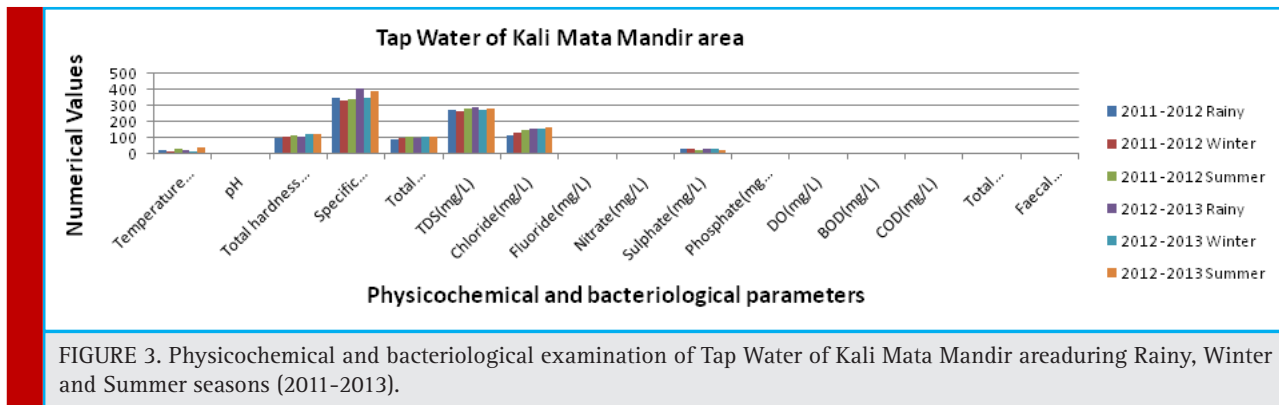 Tap Water of Kali Mata Mandir area
Numerical Values
500
400
300
200
100
0
Temperature...
pH
Total hardness...
Specific...
Total...
TDS(mg/L)
Chloride(mg/L)
Fluoride(mg/L)
Nitrate(mg/L)
Sulphate(mg/L)
Phosphate(mg...
DO(mg/L)
BOD(mg/L)
COD(mg/L)
Total...
Faecal...
Physicochemical and bacteriological parameters
2011-2012 Rainy
2011-2012 Winter
2011-2012 Summer
2012-2013 Rainy
2012-2013 Winter
2012-2013 Summer
FIGURE 3. Physicochemical and bacteriological examination of Tap Water of Kali Mata Mandir areaduring Rainy, Winter
and Summer seasons (2011-2013).